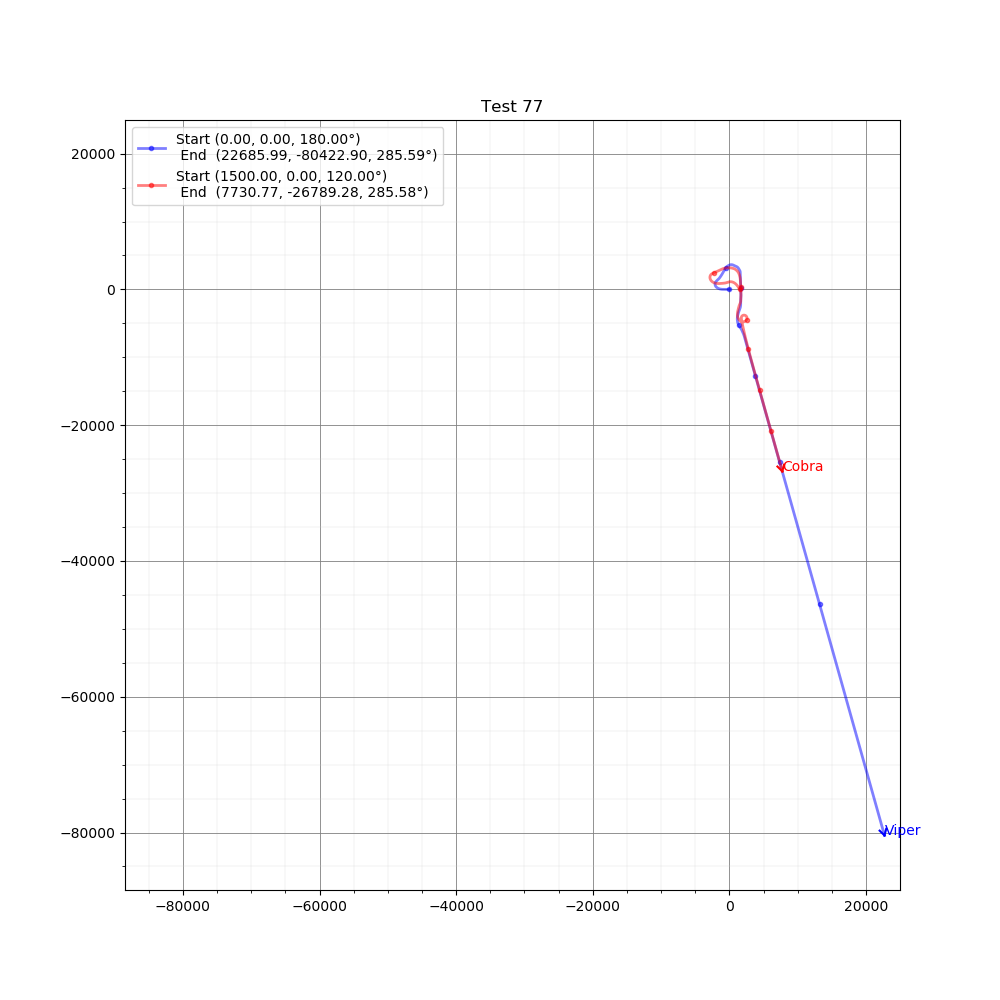 Test 77
Start (0.00, 0.00, 180.00°)
End  (22685.99, -80422.90, 285.59°)
Start (1500.00, 0.00, 120.00°)
End  (7730.77, -26789.28, 285.58°)
20000
0
−20000
−40000
−60000
−80000
Cobra
Viper
−80000
−60000
−40000
−20000
0
20000